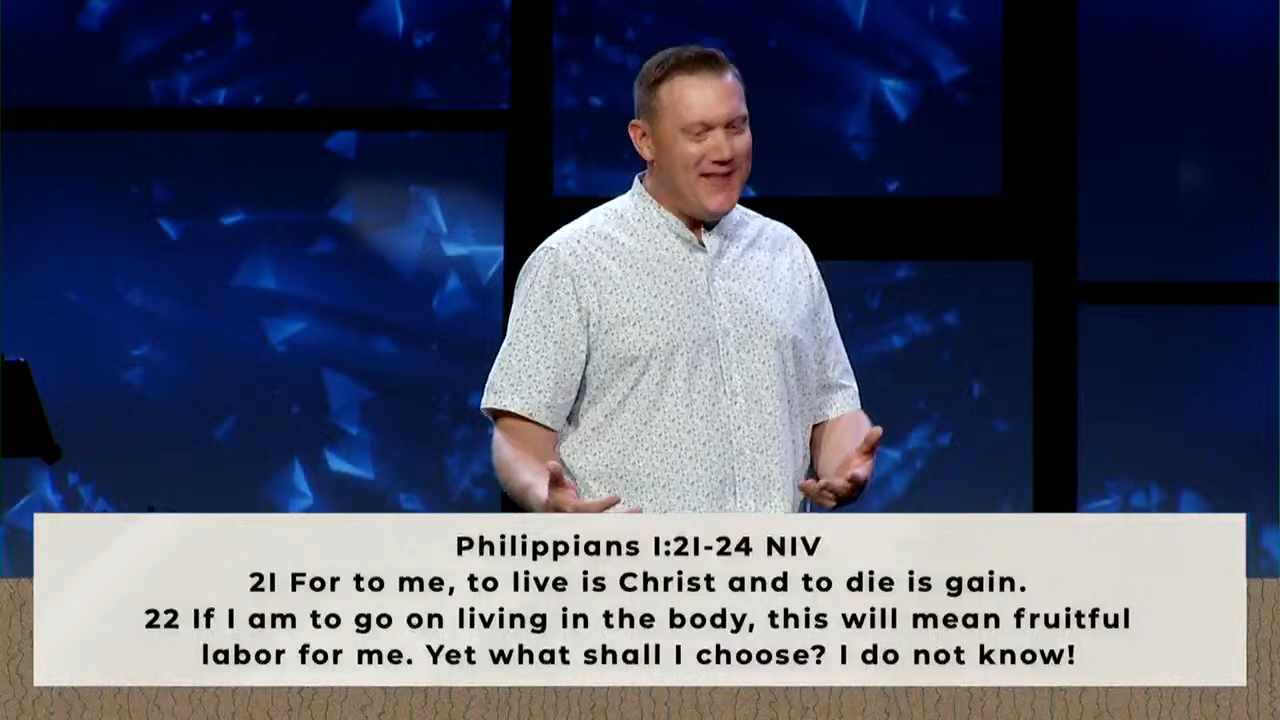 Philippians 1:21-24 NIV
21 For to me, to live is Christ and to die is gain.
22 If I am to go on living in the body, this will mean fruitful
labor for me. Yet what shall I choose? I do not know!